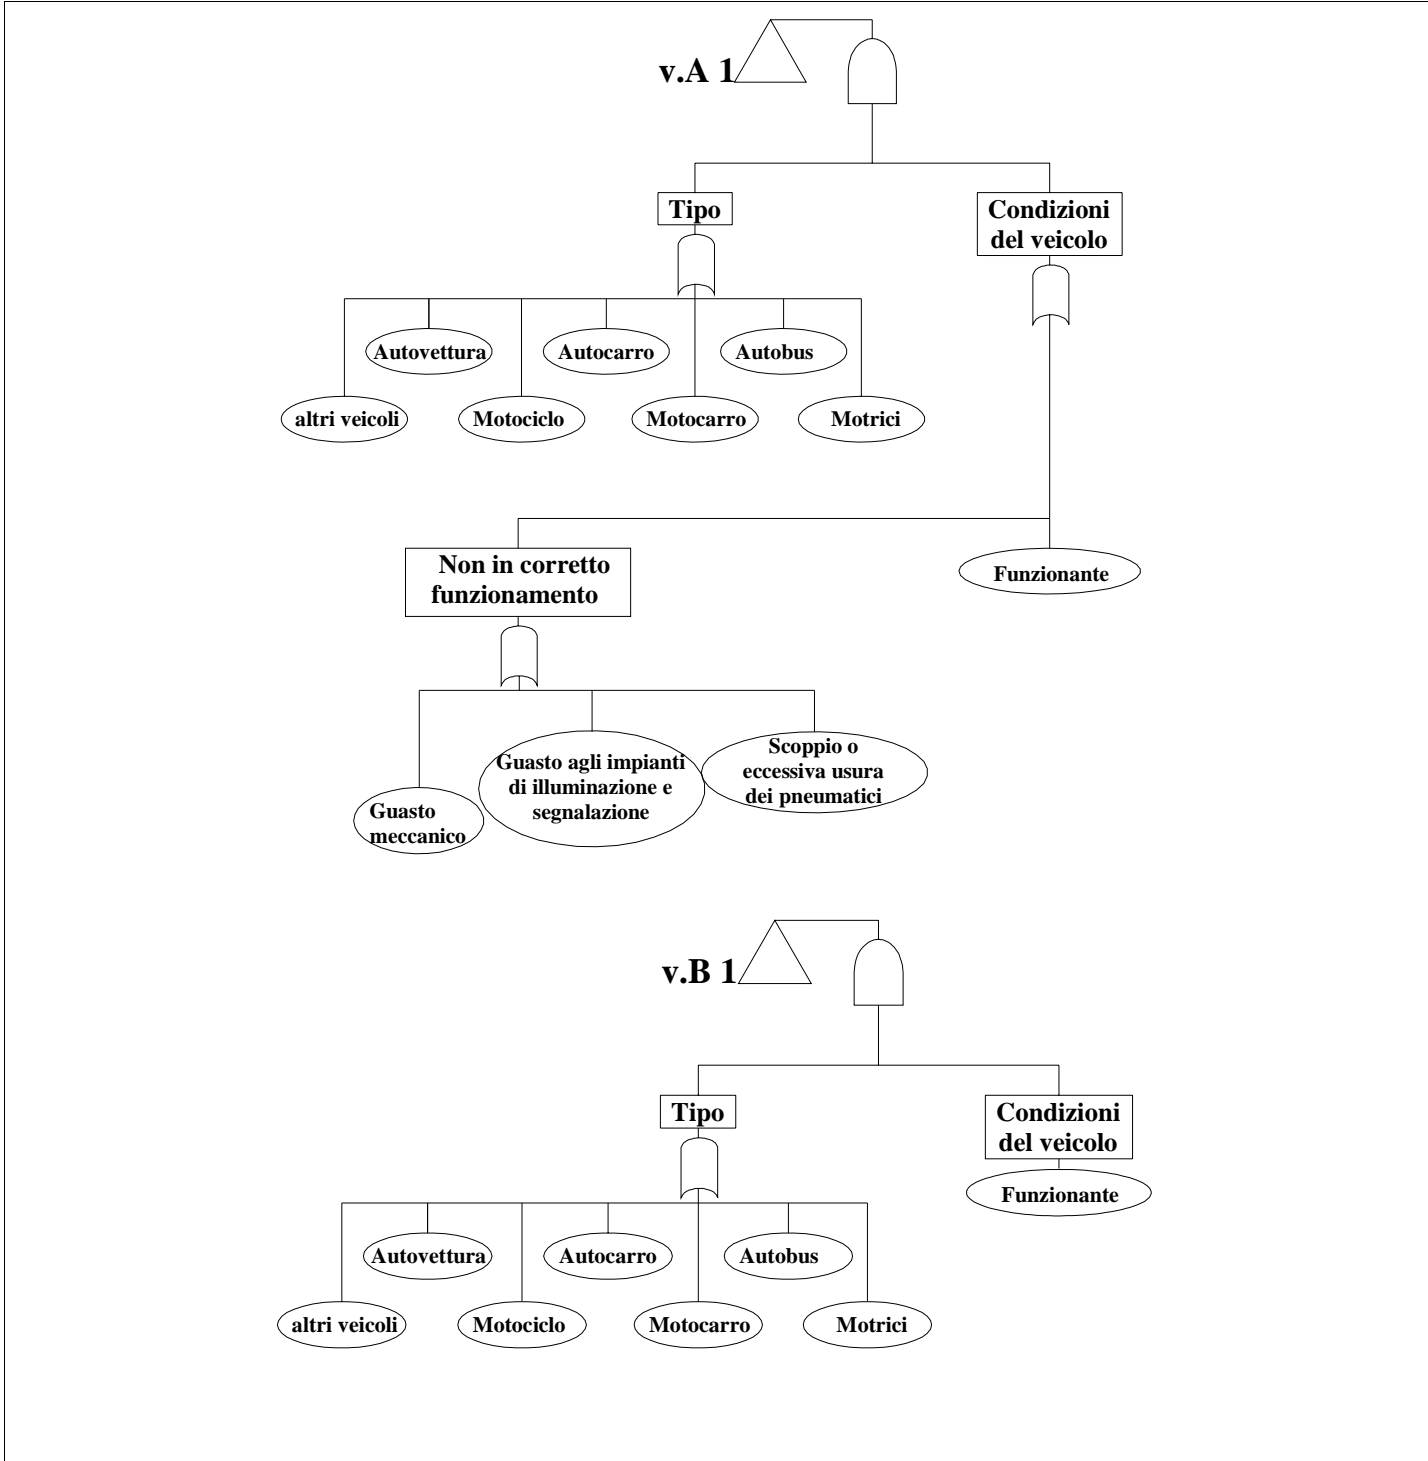 v.A 1
Tipo
Condizioni
del veicolo
Autovettura
Autocarro
Autobus
altri veicoli
Motociclo
Motocarro
Motrici
Non in corretto
funzionamento
Funzionante
Guasto
meccanico
Guasto agli impianti
di illuminazione e
segnalazione
Scoppio o
eccessiva usura
dei pneumatici
v.B 1
Tipo
Condizioni
del veicolo
Funzionante
Autovettura
Autocarro
Autobus
altri veicoli
Motociclo
Motocarro
Motrici